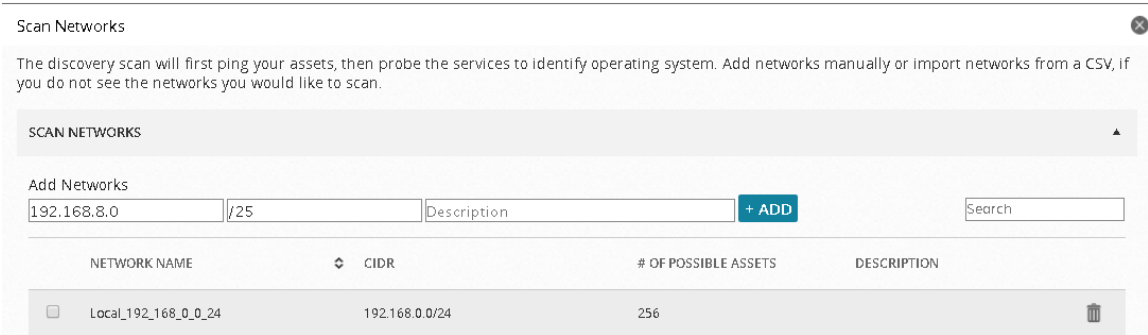 Scan Networks
The discovery scan will first ping your assets, then probe the services to identify operating system. Add networks manually or import networks from a CSV, if
you do not see the networks you would like to scan.
SCAN NETWORKS
Add Networks
192.168.8.0 /25 Description + ADD Search
NETWORK NAME CIDR # OF POSSIBLE ASSETS DESCRIPTION
Local_192_168_0_0_24 192.168.0.0/24 256